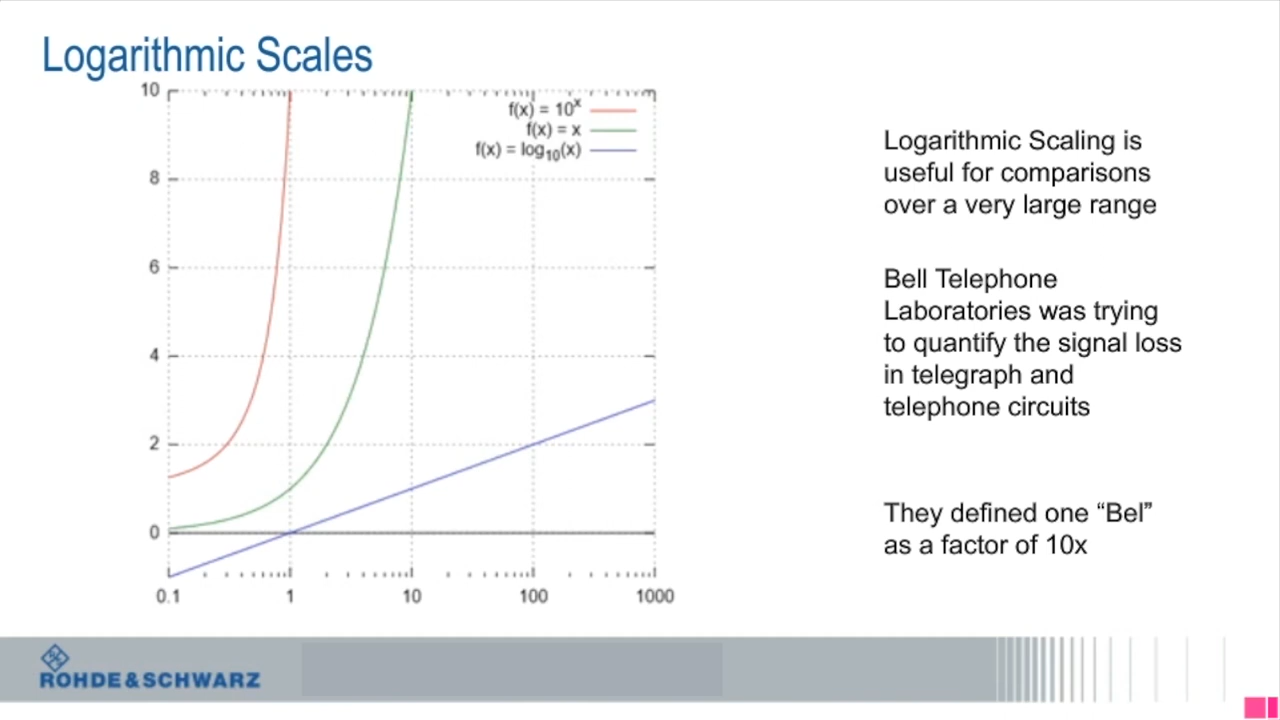 Logarithmic Scales
10
8
6
4
2
0
0.1 1 10 100 1000
f(x) = 10^x
f(x) = x
f(x) = log₁₀(x)
Logarithmic Scaling is
useful for comparisons
over a very large range
Bell Telephone
Laboratories was trying
to quantify the signal loss
in telegraph and
telephone circuits
They defined one “Bel”
as a factor of 10x
ROHDE&SCHWARZ